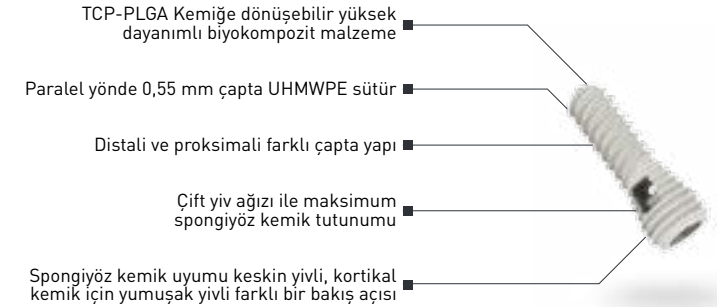 TCP-PLGA Kemiğe dönüşebilir yüksek
dayanımlı biyokompozit malzeme
Paralel yönde 0,55 mm çapta UHMWPE sütür
Distali ve proksimali farklı çapta yapı
Çift yiv ağızı ile maksimum
spongiyöz kemik tutunumu
Spongiyöz kemik uyumu keskin yivli, kortikal
kemik için yumuşak yivli farklı bir bakış açısı